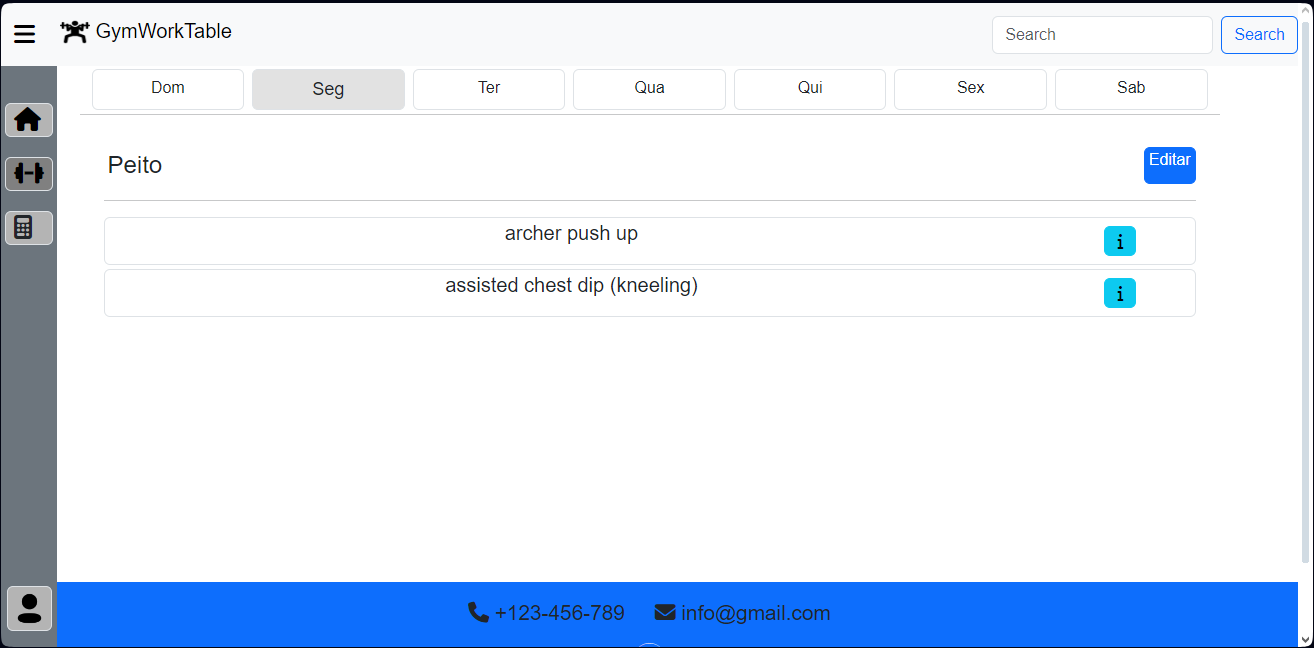 GymWorkTable
Search Search
Dom Seg Ter Qua Qui Sex Sab
Peito Editar
archer push up i
assisted chest dip (kneeling) i
+123-456-789 info@gmail.com